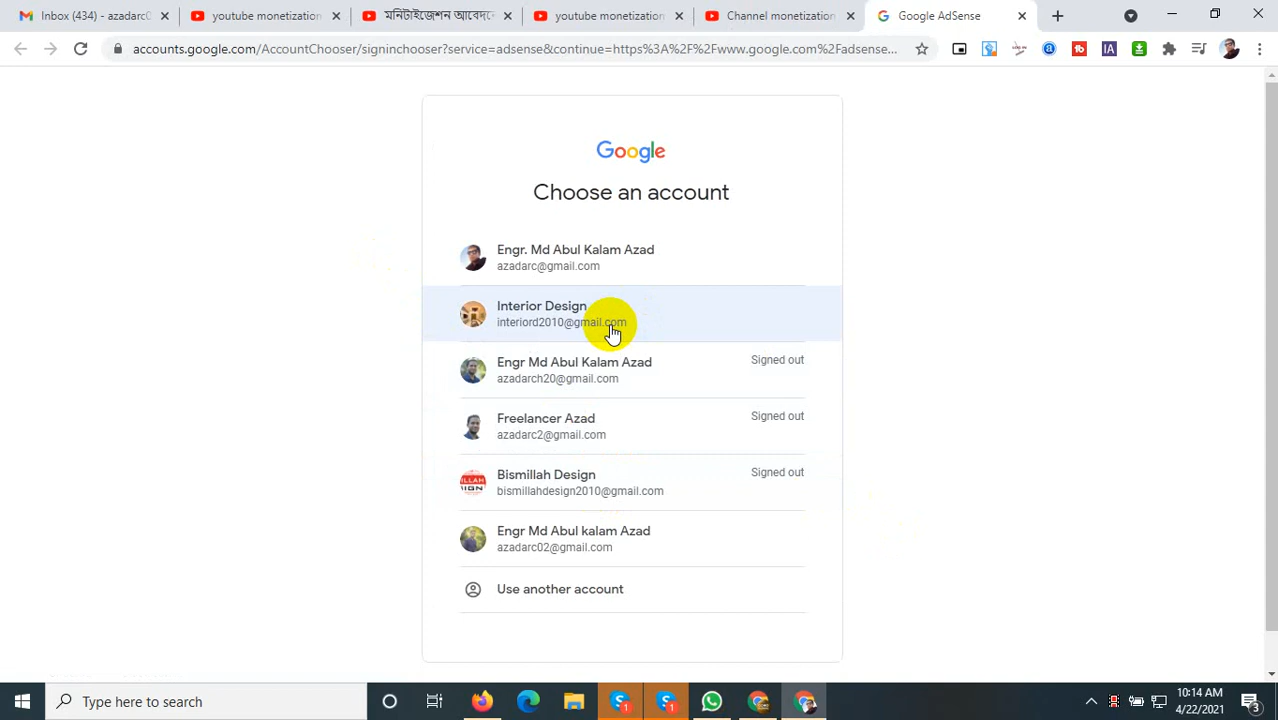 Inbox (434) - azadarc@
youtube monetization
মনিটাইজেশন আবেদনে
youtube monetization
Channel monetization
Google AdSense
accounts.google.com/AccountChooser/signinchooser?service=adsense&continue=https%3A%2F%2Fwww.google.com%2Fadsense...
IA
Google
Choose an account
Engr. Md Abul Kalam Azad
azadarc@gmail.com
Interior Design
interiord2010@gmail.com
Engr Md Abul Kalam Azad
Signed out
azadarch20@gmail.com
Freelancer Azad
Signed out
azadarc2@gmail.com
Bismillah Design
Signed out
bismillahdesign2010@gmail.com
Engr Md Abul kalam Azad
azadarc02@gmail.com
Use another account
Type here to search
10:14 AM
4/22/2021